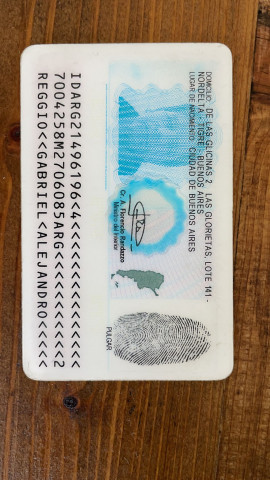 DOMICILIO: DE LAS GLICINAS 2 LAS GLORIETAS, LOTE 141 -
NORDELTA - TIGRE - BUENOS AIRES
LUGAR DE NACIMIENTO: CIUDAD DE BUENOS AIRES
Cr. A. Florencio Randazzo
Ministro del Interior
PULGAR
IDARG21496196<4<<<<<<<<<<<<<<<
7004258M2706085ARG<<<<<<<<<<<2
REGGIO<<GABRIEL<ALEJANDRO<<<<<